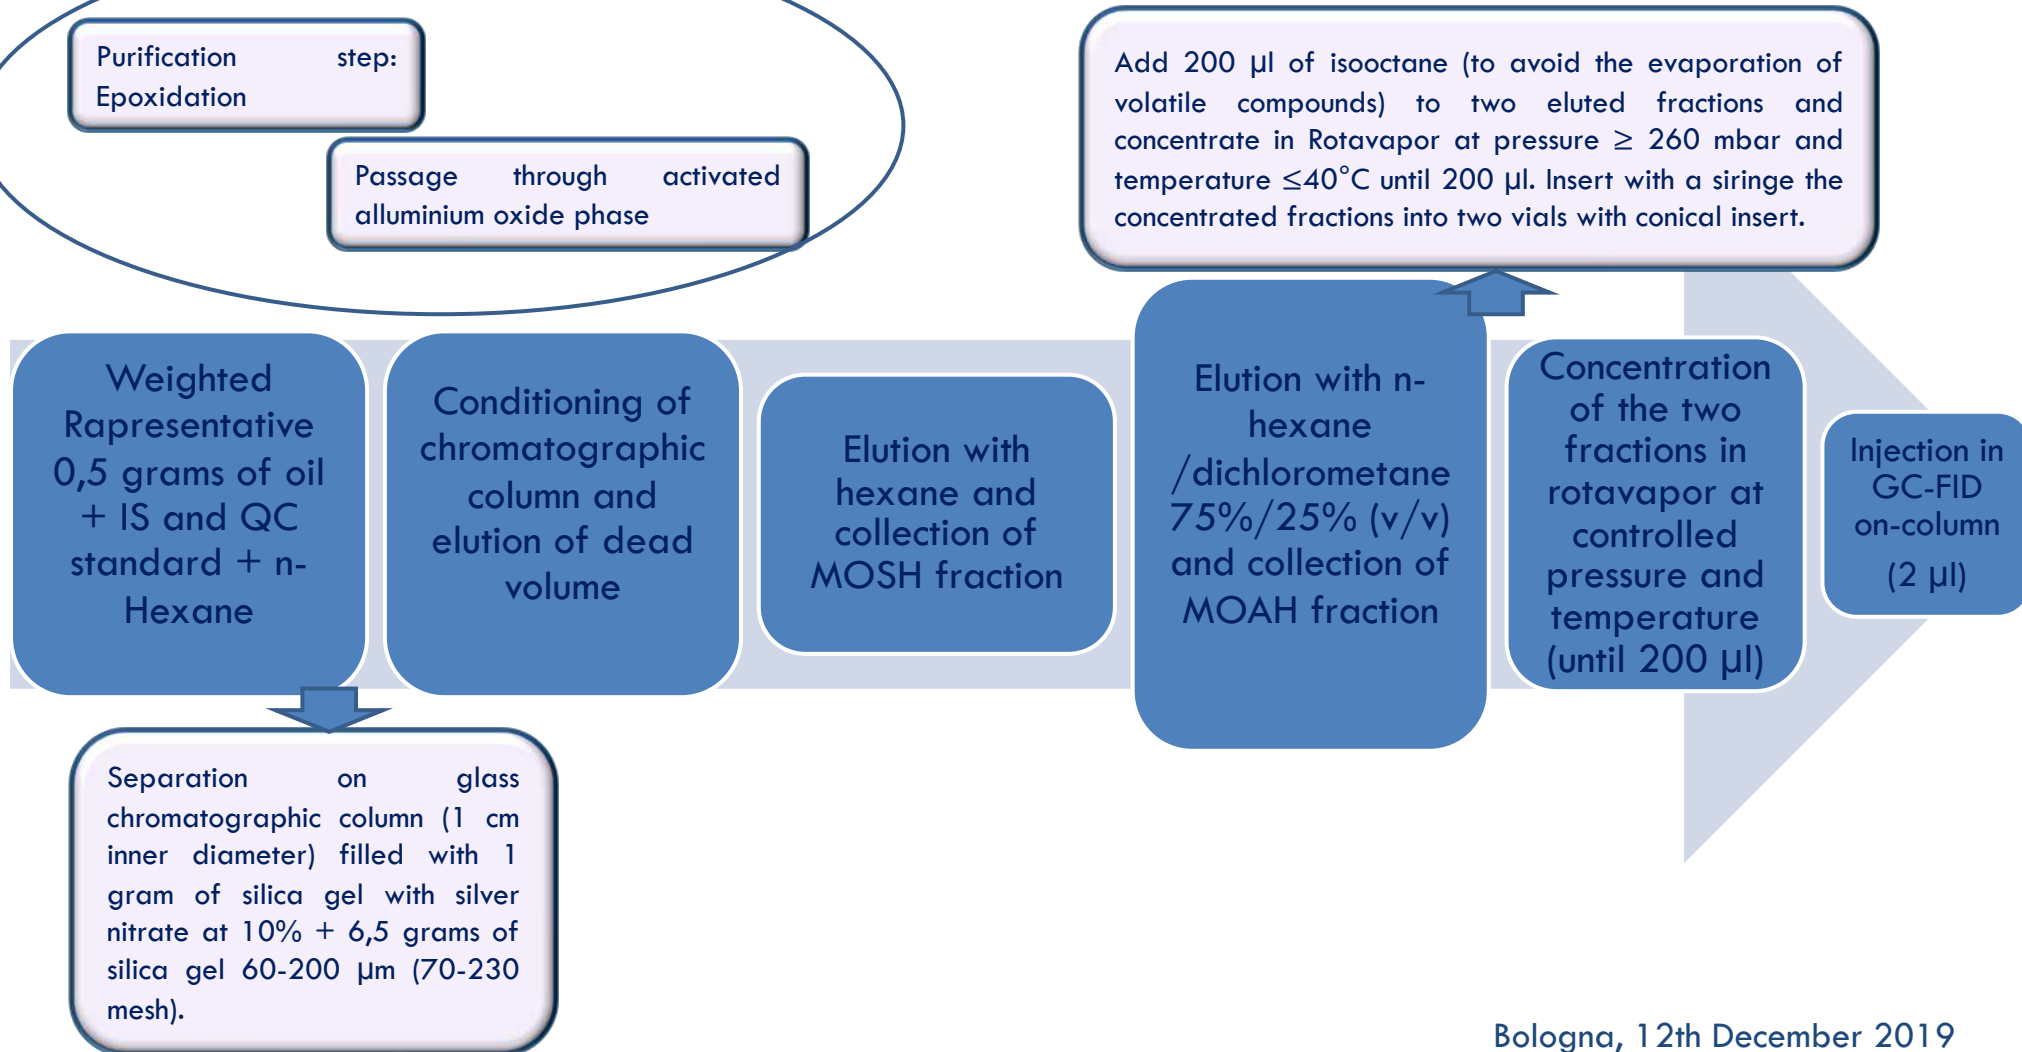 Purification step:
Epoxidation
Passage through activated
alluminium oxide phase
Add 200 µl of isooctane (to avoid the evaporation of
volatile compounds) to two eluted fractions and
concentrate in Rotavapor at pressure ≥ 260 mbar and
temperature ≤40°C until 200 µl. Insert with a siringe the
concentrated fractions into two vials with conical insert.
Weighted
Rapresentative
0,5 grams of oil
+ IS and QC
standard + n-
Hexane
Conditioning of
chromatographic
column and
elution of dead
volume
Elution with
hexane and
collection of
MOSH fraction
Elution with n-
hexane
/dichlorometane
75%/25% (v/v)
and collection of
MOAH fraction
Concentration
of the two
fractions in
rotavapor at
controlled
pressure and
temperature
(until 200 µl)
Injection in
GC-FID
on-column
(2 µl)
Separation on glass
chromatographic column (1 cm
inner diameter) filled with 1
gram of silica gel with silver
nitrate at 10% + 6,5 grams of
silica gel 60-200 µm (70-230
mesh).
Bologna, 12th December 2019